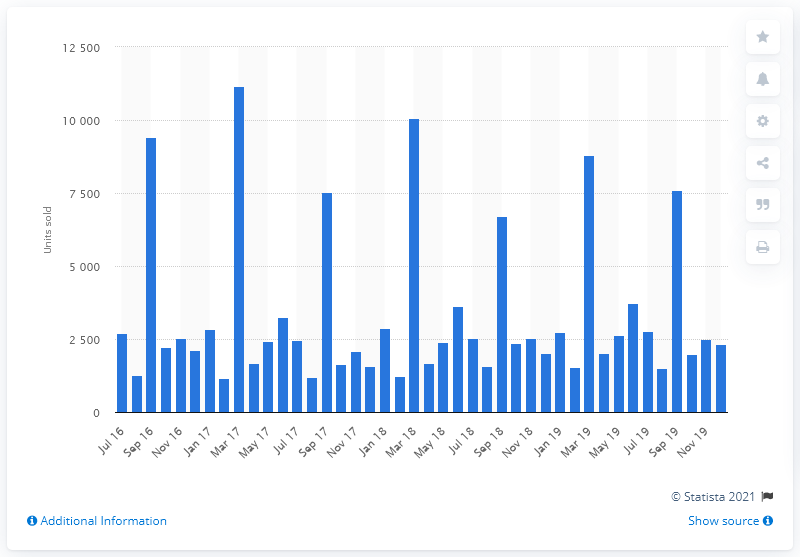 12 500
10 000
7 500
5 000
2 500
0
Units sold
Jul 16
Sep 16
Nov 16
Jan 17
Mar 17
May 17
Jul 17
Sep 17
Nov 17
Jan 18
Mar 18
May 18
Jul 18
Sep 18
Nov 18
Jan 19
Mar 19
May 19
Jul 19
Sep 19
Nov 19
© Statista 2021
Additional Information
Show source